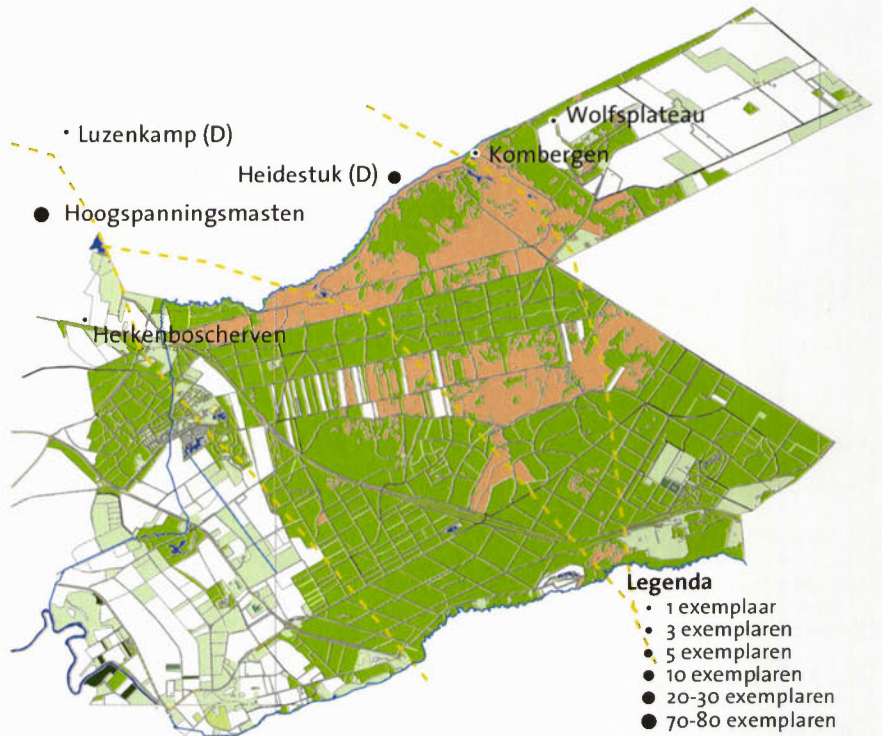 Wolfsplateau
Luzenkamp (D)
Kombergen
Heidestuk (D)
Hoogspanningsmasten
Herkenboscherven
Legenda
1 exemplaar
3 exemplaren
5 exemplaren
10 exemplaren
20-30 exemplaren
70-80 exemplaren